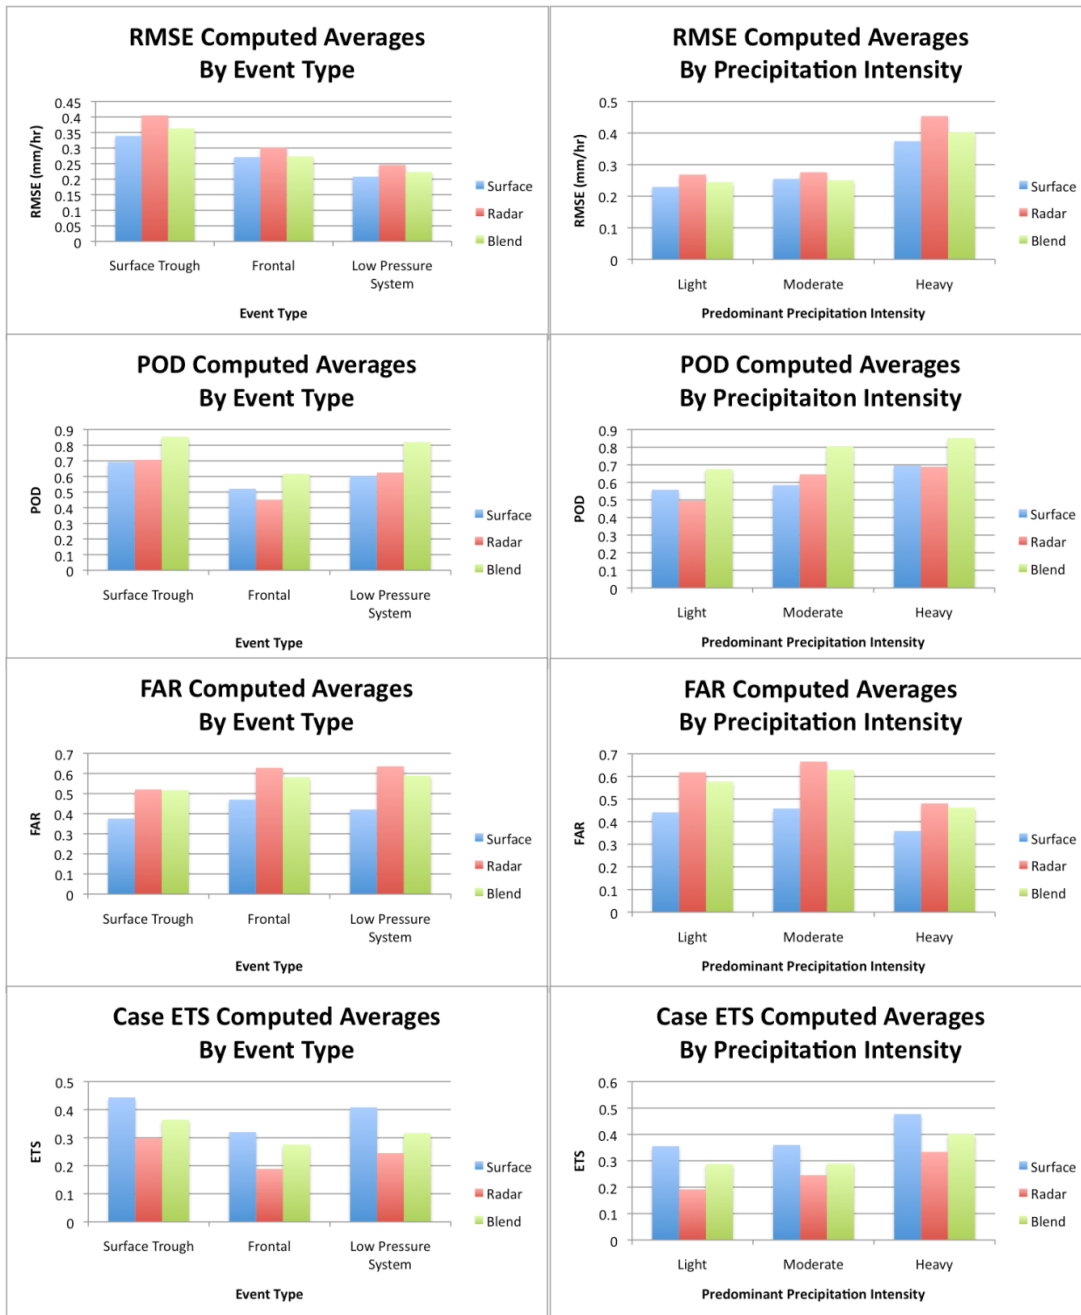 RMSE Computed Averages
By Event Type
0.45
0.4
0.35
0.3
0.25
0.2
0.15
0.1
0.05
0
RMSE (mm/hr)
Surface Trough
Frontal
Low Pressure
System
Event Type
Surface
Radar
Blend
RMSE Computed Averages
By Precipitation Intensity
0.5
0.4
0.3
0.2
0.1
0
RMSE (mm/hr)
Light
Moderate
Heavy
Predominant Precipitation Intensity
Surface
Radar
Blend
POD Computed Averages
By Event Type
0.9
0.8
0.7
0.6
0.5
0.4
0.3
0.2
0.1
0
POD
Surface Trough
Frontal
Low Pressure
System
Event Type
Surface
Radar
Blend
POD Computed Averages
By Precipitaiton Intensity
0.9
0.8
0.7
0.6
0.5
0.4
0.3
0.2
0.1
0
POD
Light
Moderate
Heavy
Predominant Precipitation Intensity
Surface
Radar
Blend
FAR Computed Averages
By Event Type
0.7
0.6
0.5
0.4
0.3
0.2
0.1
0
FAR
Surface Trough
Frontal
Low Pressure
System
Event Type
Surface
Radar
Blend
FAR Computed Averages
By Precipitation Intensity
0.7
0.6
0.5
0.4
0.3
0.2
0.1
0
FAR
Light
Moderate
Heavy
Predominant Precipitation Intensity
Surface
Radar
Blend
Case ETS Computed Averages
By Event Type
0.5
0.4
0.3
0.2
0.1
0
ETS
Surface Trough
Frontal
Low Pressure
System
Event Type
Surface
Radar
Blend
Case ETS Computed Averages
By Precipitation Intensity
0.6
0.5
0.4
0.3
0.2
0.1
0
ETS
Light
Moderate
Heavy
Predominant Precipitation Intensity
Surface
Radar
Blend